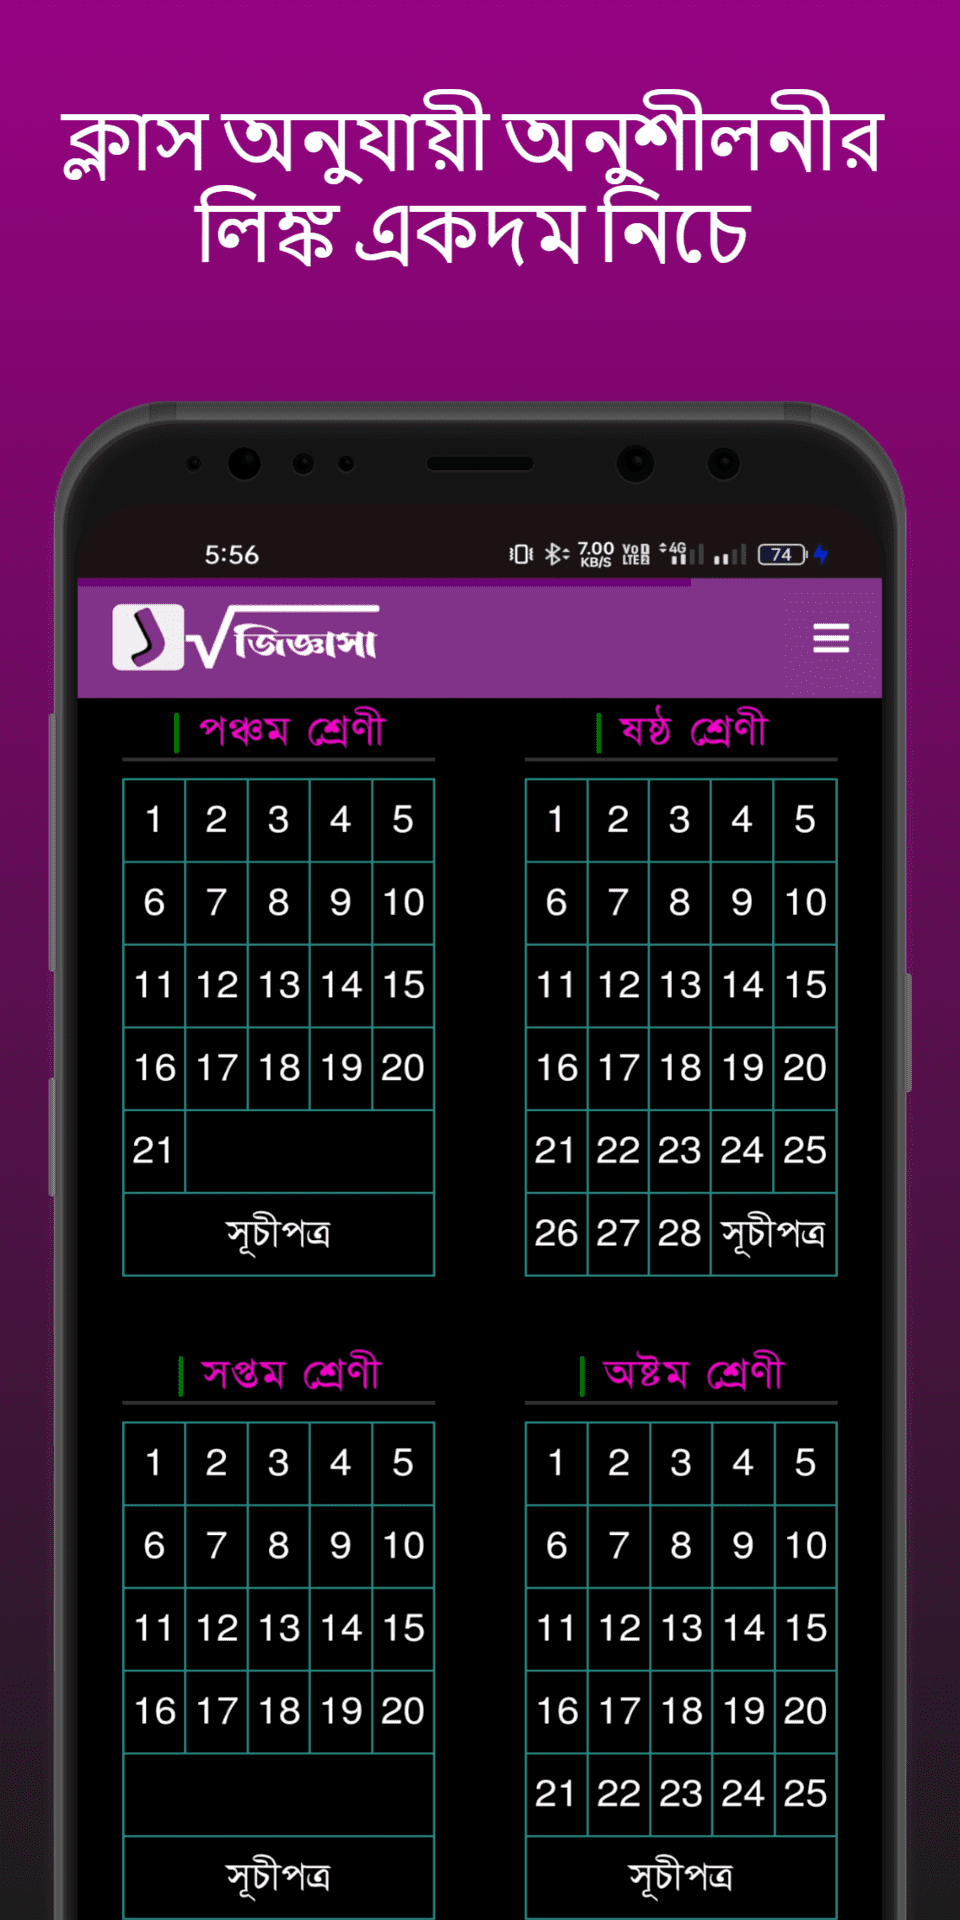 ক্লাস অনুযায়ী অনুশীলনীর
লিঙ্ক একদম নিচে
5:56
7.00 KB/S
Vo LTE 1 2
4G
74
√জিজ্ঞাসা
পঞ্চম শ্রেণী
1 2 3 4 5
6 7 8 9 10
11 12 13 14 15
16 17 18 19 20
21
সূচীপত্র
ষষ্ঠ শ্রেণী
1 2 3 4 5
6 7 8 9 10
11 12 13 14 15
16 17 18 19 20
21 22 23 24 25
26 27 28 সূচীপত্র
সপ্তম শ্রেণী
1 2 3 4 5
6 7 8 9 10
11 12 13 14 15
16 17 18 19 20
সূচীপত্র
অষ্টম শ্রেণী
1 2 3 4 5
6 7 8 9 10
11 12 13 14 15
16 17 18 19 20
21 22 23 24 25
সূচীপত্র